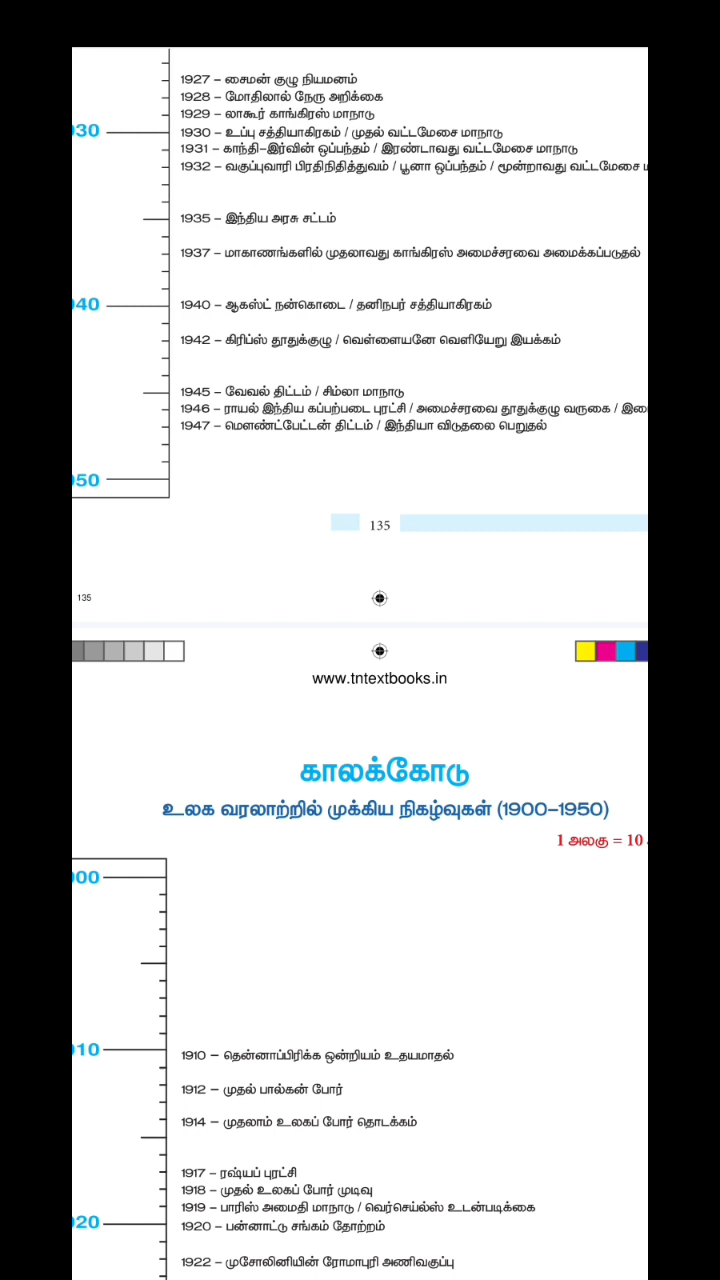 1927 – சைமன் குழு நியமனம்
1928 – மோதிலால் நேரு அறிக்கை
1929 – லாகூர் காங்கிரஸ் மாநாடு
30
1930 – உப்பு சத்தியாகிரகம் / முதல் வட்டமேசை மாநாடு
1931 – காந்தி–இர்வின் ஒப்பந்தம் / இரண்டாவது வட்டமேசை மாநாடு
1932 – வகுப்புவாரி பிரதிநிதித்துவம் / பூனா ஒப்பந்தம் / மூன்றாவது வட்டமேசை
1935 – இந்திய அரசு சட்டம்
1937 – மாகாணங்களில் முதலாவது காங்கிரஸ் அமைச்சரவை அமைக்கப்படுதல்
40
1940 – ஆகஸ்ட் நன்கொடை / தனிநபர் சத்தியாகிரகம்
1942 – கிரிப்ஸ் தூதுக்குழு / வெள்ளையனே வெளியேறு இயக்கம்
1945 – வேவல் திட்டம் / சிம்லா மாநாடு
1946 – ராயல் இந்திய கப்பற்படை புரட்சி / அமைச்சரவை தூதுக்குழு வருகை /
1947 – மௌண்ட்பேட்டன் திட்டம் / இந்தியா விடுதலை பெறுதல்
50
135
135
www.tntextbooks.in
காலக்கோடு
உலக வரலாற்றில் முக்கிய நிகழ்வுகள் (1900–1950)
1 அலகு = 10
00
10
1910 – தென்னாப்பிரிக்க ஒன்றியம் உதயமாதல்
1912 – முதல் பால்கன் போர்
1914 – முதலாம் உலகப் போர் தொடக்கம்
1917 – ரஷ்யப் புரட்சி
1918 – முதல் உலகப் போர் முடிவு
1919 – பாரிஸ் அமைதி மாநாடு / வெர்செய்ல்ஸ் உடன்படிக்கை
20
1920 – பன்னாட்டு சங்கம் தோற்றம்
1922 – முசோலினியின் ரோமாபுரி அணிவகுப்பு